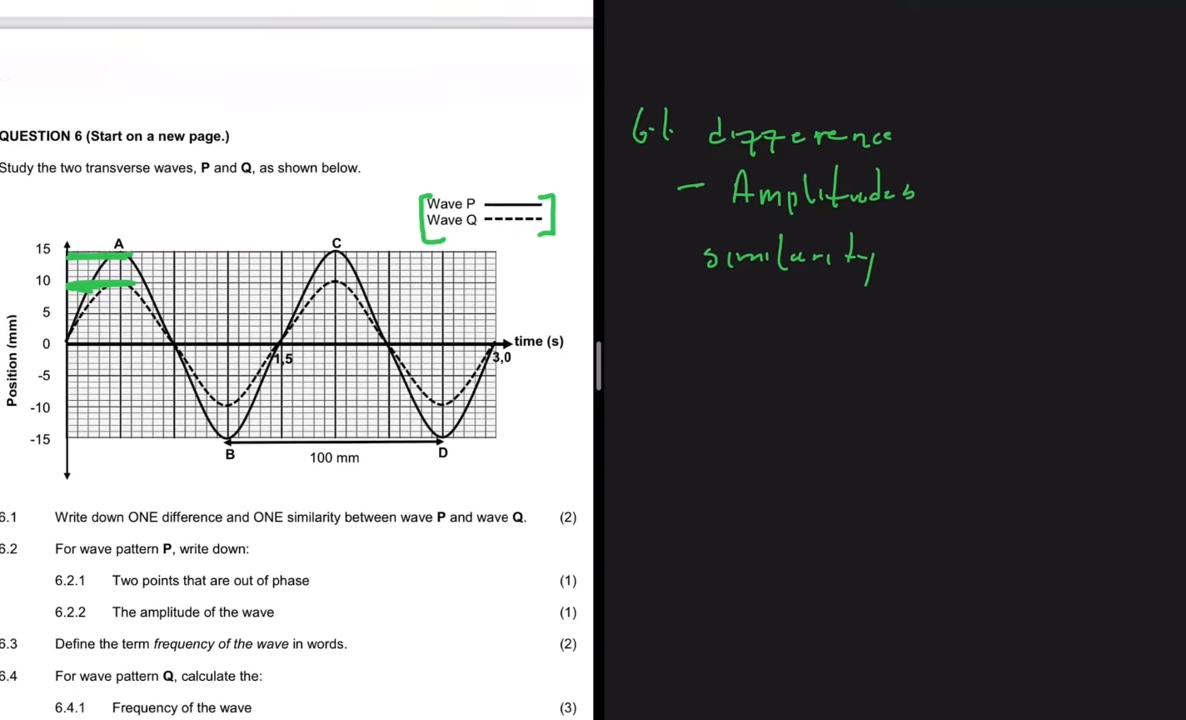 QUESTION 6 (Start on a new page.)
Study the two transverse waves, P and Q, as shown below.
Wave P
Wave Q
A
C
15
10
5
0
-5
-10
-15
Position (mm)
time (s)
1,5
3,0
B
D
100 mm
6.1 Write down ONE difference and ONE similarity between wave P and wave Q. (2)
6.2 For wave pattern P, write down:
6.2.1 Two points that are out of phase (1)
6.2.2 The amplitude of the wave (1)
6.3 Define the term frequency of the wave in words. (2)
6.4 For wave pattern Q, calculate the:
6.4.1 Frequency of the wave (3)
6.1. difference
- Amplitudes
similarity